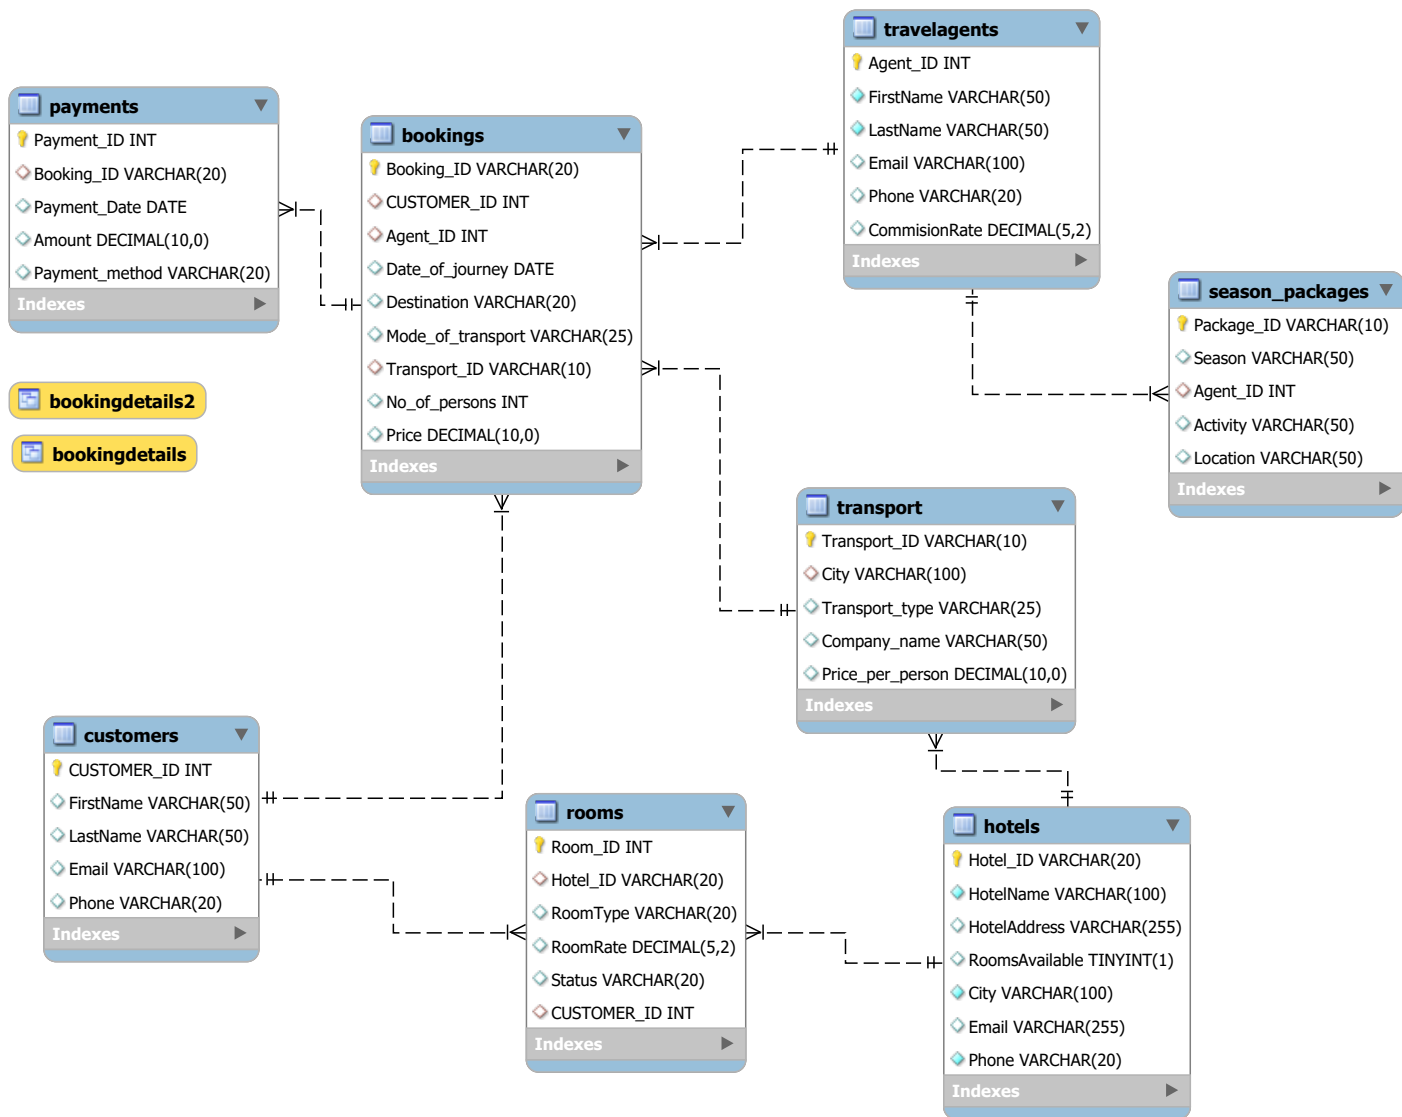 travelagents
Agent_ID INT
FirstName VARCHAR(50)
LastName VARCHAR(50)
Email VARCHAR(100)
Phone VARCHAR(20)
CommisionRate DECIMAL(5,2)
Indexes
payments
Payment_ID INT
Booking_ID VARCHAR(20)
Payment_Date DATE
Amount DECIMAL(10,0)
Payment_method VARCHAR(20)
Indexes
bookings
Booking_ID VARCHAR(20)
CUSTOMER_ID INT
Agent_ID INT
Date_of_journey DATE
Destination VARCHAR(20)
Mode_of_transport VARCHAR(25)
Transport_ID VARCHAR(10)
No_of_persons INT
Price DECIMAL(10,0)
Indexes
season_packages
Package_ID VARCHAR(10)
Season VARCHAR(50)
Agent_ID INT
Activity VARCHAR(50)
Location VARCHAR(50)
Indexes
bookingdetails2
bookingdetails
transport
Transport_ID VARCHAR(10)
City VARCHAR(100)
Transport_type VARCHAR(25)
Company_name VARCHAR(50)
Price_per_person DECIMAL(10,0)
Indexes
customers
CUSTOMER_ID INT
FirstName VARCHAR(50)
LastName VARCHAR(50)
Email VARCHAR(100)
Phone VARCHAR(20)
Indexes
rooms
Room_ID INT
Hotel_ID VARCHAR(20)
RoomType VARCHAR(20)
RoomRate DECIMAL(5,2)
Status VARCHAR(20)
CUSTOMER_ID INT
Indexes
hotels
Hotel_ID VARCHAR(20)
HotelName VARCHAR(100)
HotelAddress VARCHAR(255)
RoomsAvailable TINYINT(1)
City VARCHAR(100)
Email VARCHAR(255)
Phone VARCHAR(20)
Indexes